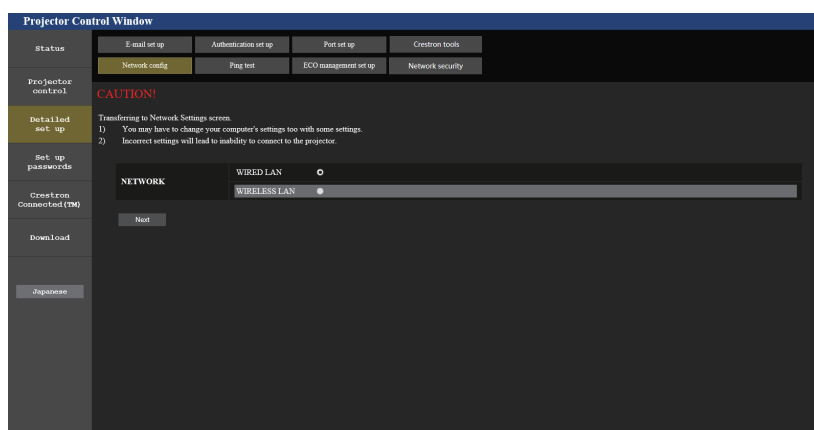 Projector Control Window
Status
Projector
control
Detailed
set up
Set up
passwords
Crestron
Connected(TM)
Download
Japanese
E-mail set up
Authentication set up
Port set up
Crestron tools
Network config
Ping test
ECO management set up
Network security
CAUTION!
Transferring to Network Settings screen.
1) You may have to change your computer's settings too with some settings.
2) Incorrect settings will lead to inability to connect to the projector.
NETWORK
WIRED LAN
WIRELESS LAN
Next